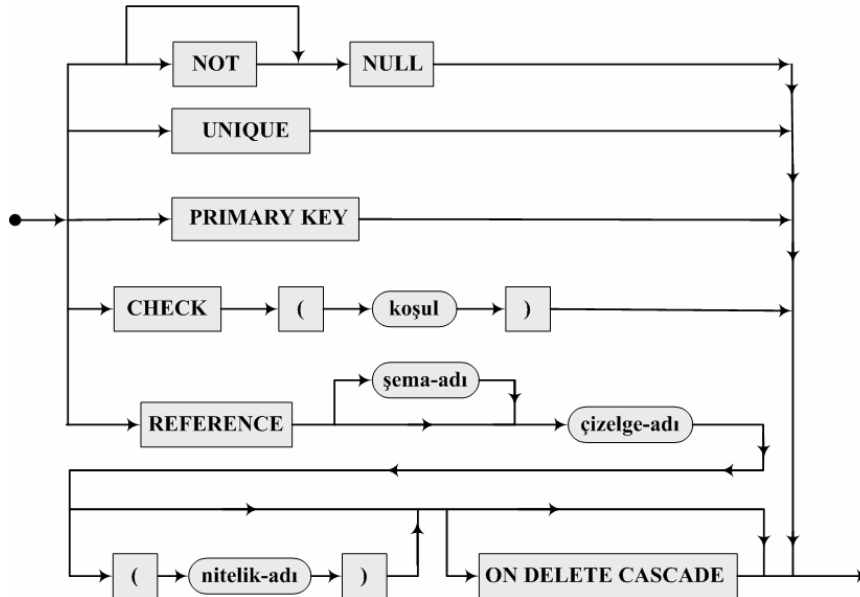 NOT NULL
UNIQUE
PRIMARY KEY
CHECK ( koşul )
şema-adı
REFERENCE çizelge-adı
( nitelik-adı ) ON DELETE CASCADE